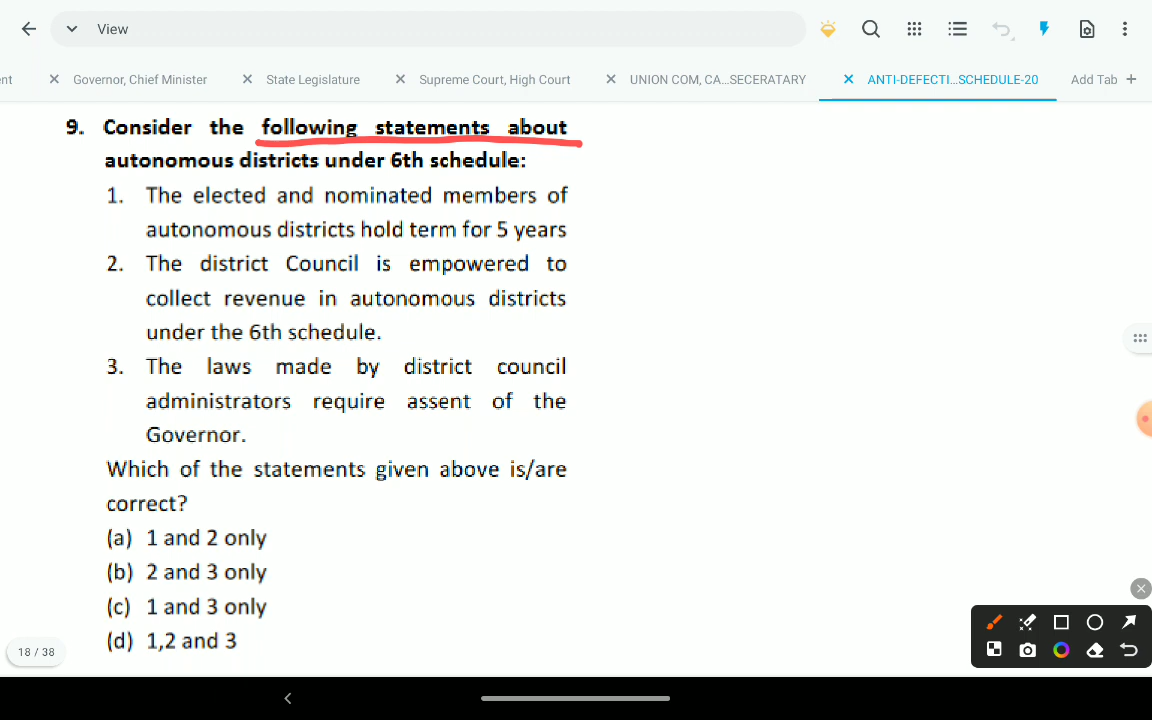 View
nt
Governor, Chief Minister
State Legislature
Supreme Court, High Court
UNION COM, CA...SECERATARY
ANTI-DEFECTI...SCHEDULE-20
Add Tab +
9. Consider the following statements about
autonomous districts under 6th schedule:
1. The elected and nominated members of
autonomous districts hold term for 5 years
2. The district Council is empowered to
collect revenue in autonomous districts
under the 6th schedule.
3. The laws made by district council
administrators require assent of the
Governor.
Which of the statements given above is/are
correct?
(a) 1 and 2 only
(b) 2 and 3 only
(c) 1 and 3 only
(d) 1,2 and 3
18 / 38